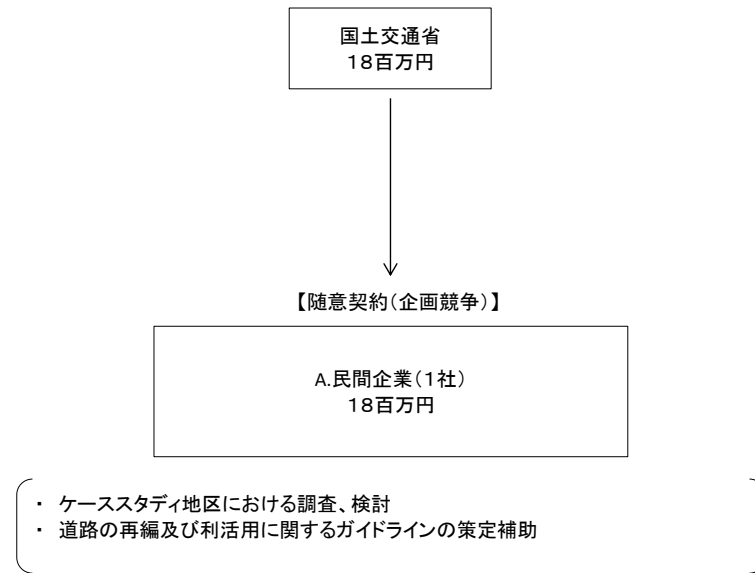 国土交通省
18百万円
【随意契約(企画競争)】
A.民間企業(1社)
18百万円
・ ケーススタディ地区における調査、検討
・ 道路の再編及び利活用に関するガイドラインの策定補助